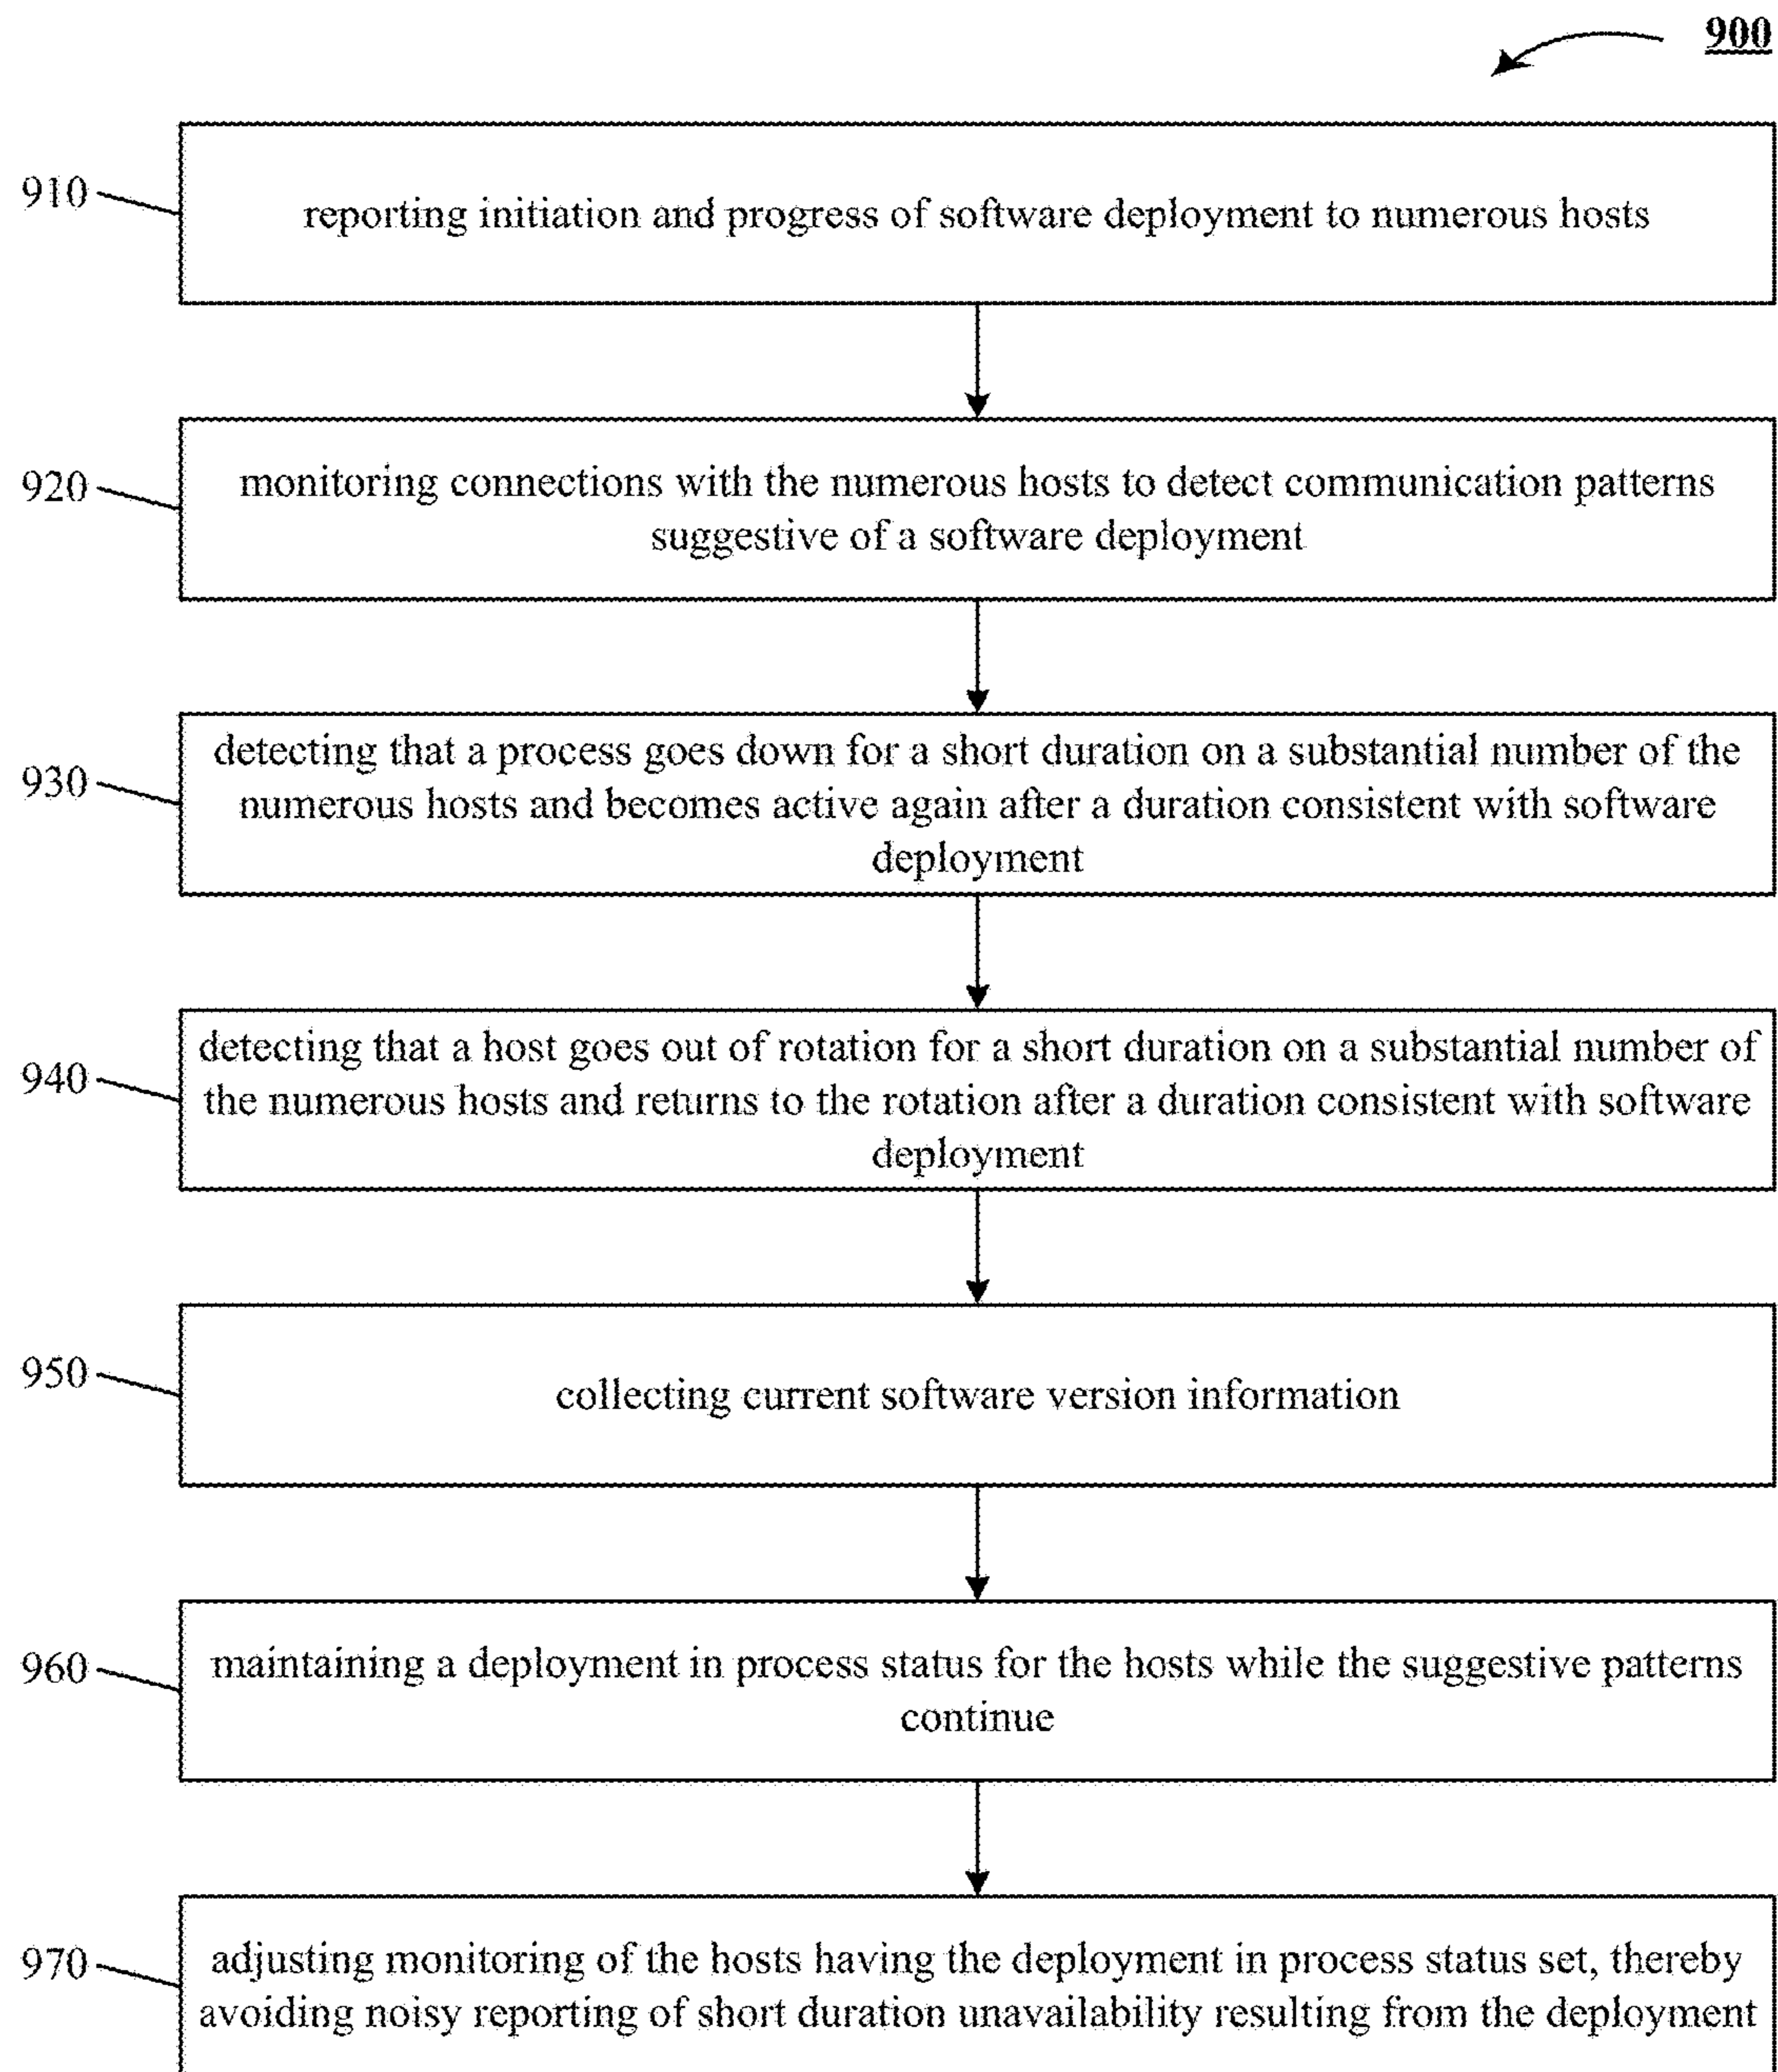 900
910
reporting initiation and progress of software deployment to numerous hosts
920
monitoring connections with the numerous hosts to detect communication patterns
suggestive of a software deployment
930
detecting that a process goes down for a short duration on a substantial number of the
numerous hosts and becomes active again after a duration consistent with software
deployment
940
detecting that a host goes out of rotation for a short duration on a substantial number of
the numerous hosts and returns to the rotation after a duration consistent with software
deployment
950
collecting current software version information
960
maintaining a deployment in process status for the hosts while the suggestive patterns
continue
970
adjusting monitoring of the hosts having the deployment in process status set, thereby
avoiding noisy reporting of short duration unavailability resulting from the deployment